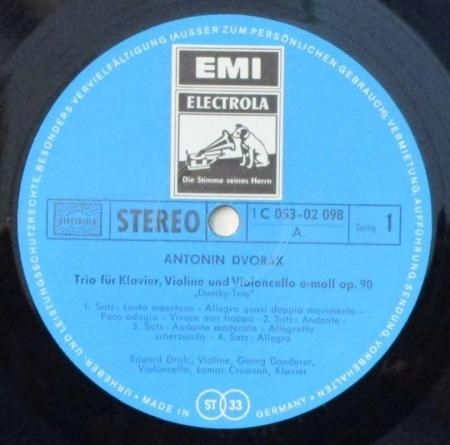 URHEBER- UND LEISTUNGSSCHUTZRECHTE, BESONDERS VERVIELFÄLTIGUNG (AUSSER ZUM PERSÖNLICHEN GEBRAUCH), VERMIETUNG, AUFFÜHRUNG, SENDUNG VORBEHALTEN
EMI
ELECTROLA
Die Stimme seines Herrn
ELECTROLA
STEREO
1 C 053-02 098
A
Seite 1
ANTONIN DVORAK
Trio für Klavier, Violine und Violoncello e-moll op. 90
„Dumky-Trio"
1. Satz: Lento maestoso - Allegro quasi doppio movimento -
Poco adagio - Vivace non troppo - 2. Satz: Andante -
3. Satz: Andante moderato - Allegretto
scherzando - 4. Satz: Allegro
Eduard Drolc, Violine, Georg Donderer,
Violoncello, Lamar Crowson, Klavier
• MADE IN ST 33 GERMANY •